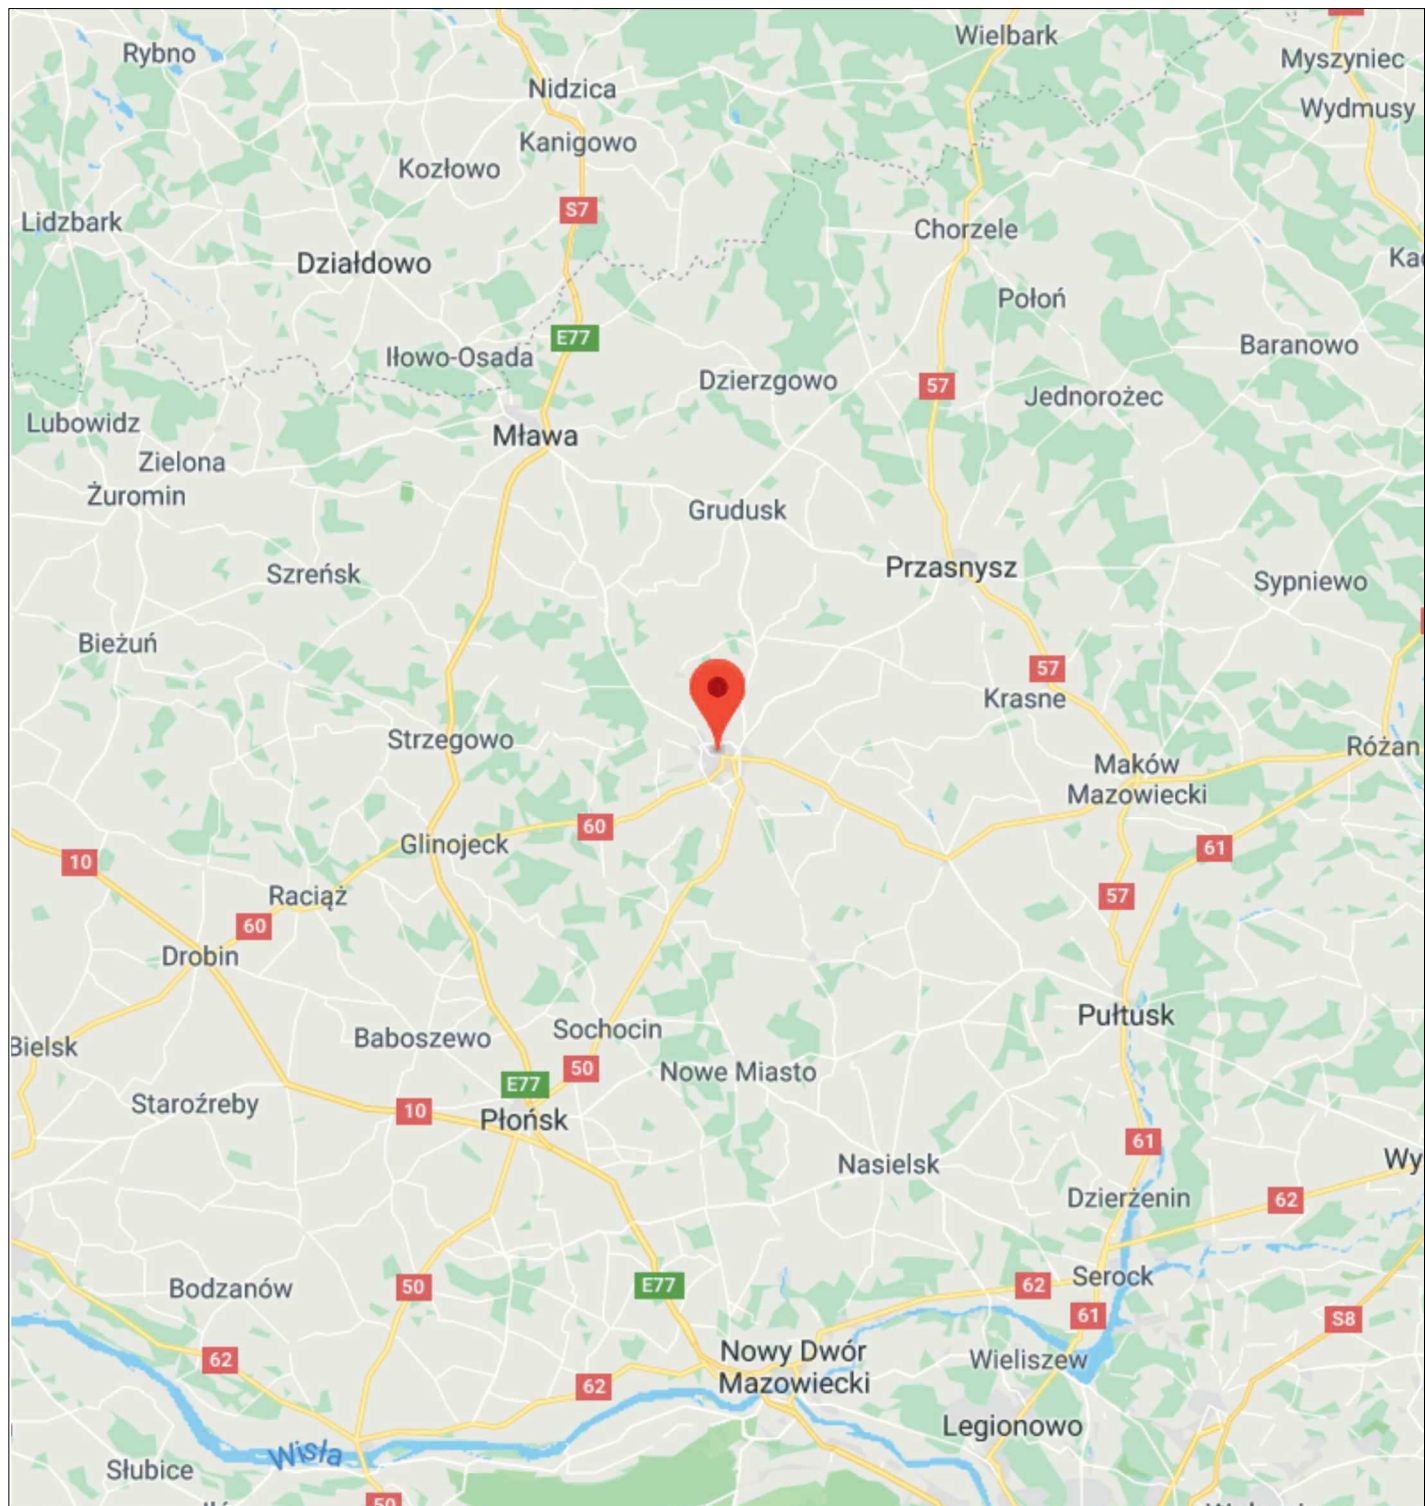 Wielbark
Rybno
Myszyniec
Nidzica
Wydmusy
Kanigowo
Kozłowo
S7
Lidzbark
Chorzele
Działdowo
Połoń
E77
Baranowo
Iłowo-Osada
Dzierzgowo
57
Jednorożec
Lubowidz
Mława
Zielona
Żuromin
Grudusk
Przasnysz
Szreńsk
Sypniewo
Bieżuń
57
Krasne
Strzegowo
Różan
Maków
Mazowiecki
60
Glinojeck
61
10
Raciąż
57
60
Drobin
Pułtusk
Sochocin
Baboszewo
Bielsk
50
Nowe Miasto
E77
Staroźreby
10
Płońsk
61
Nasielsk
Wy
Dzierżenin
62
Serock
Bodzanów
50
E77
62
61
S8
Nowy Dwór
Mazowiecki
62
Wieliszew
62
Legionowo
Wisła
Słubice
50